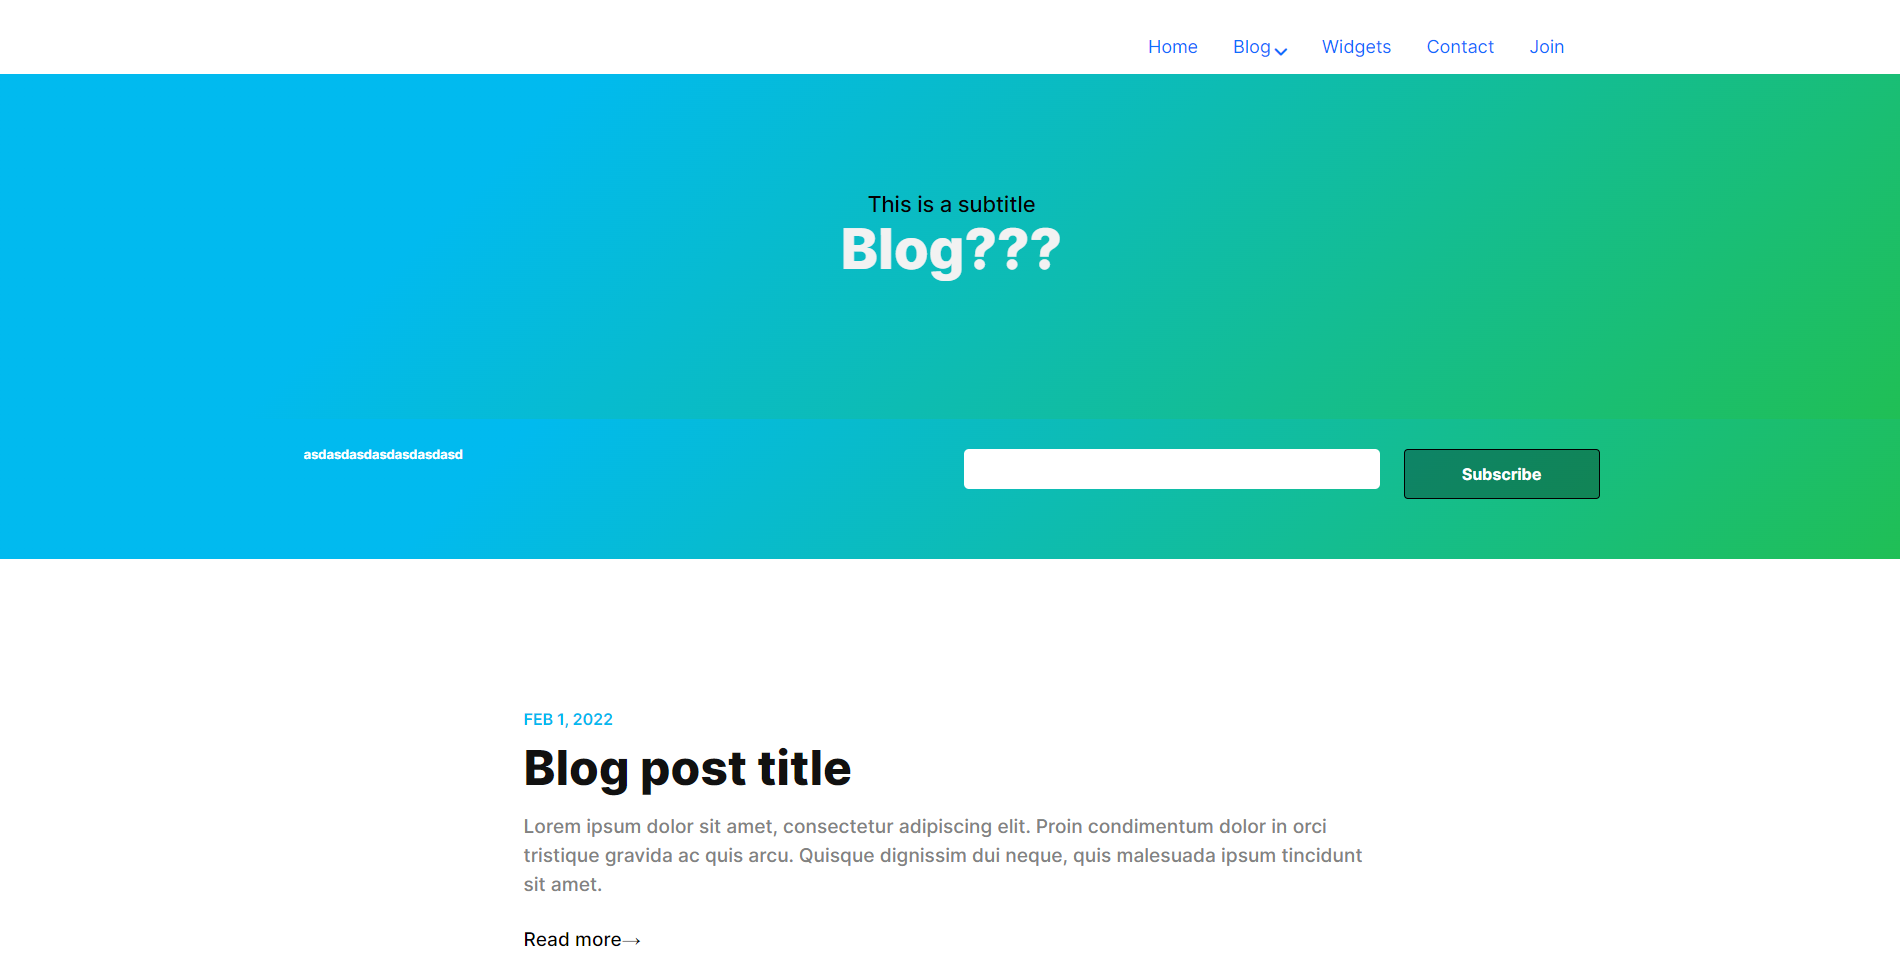 Home Blog Widgets Contact Join
This is a subtitle
Blog???
asdasdasdasdasdasdasd
Subscribe
FEB 1, 2022
Blog post title
Lorem ipsum dolor sit amet, consectetur adipiscing elit. Proin condimentum dolor in orci
tristique gravida ac quis arcu. Quisque dignissim dui neque, quis malesuada ipsum tincidunt
sit amet.
Read more→